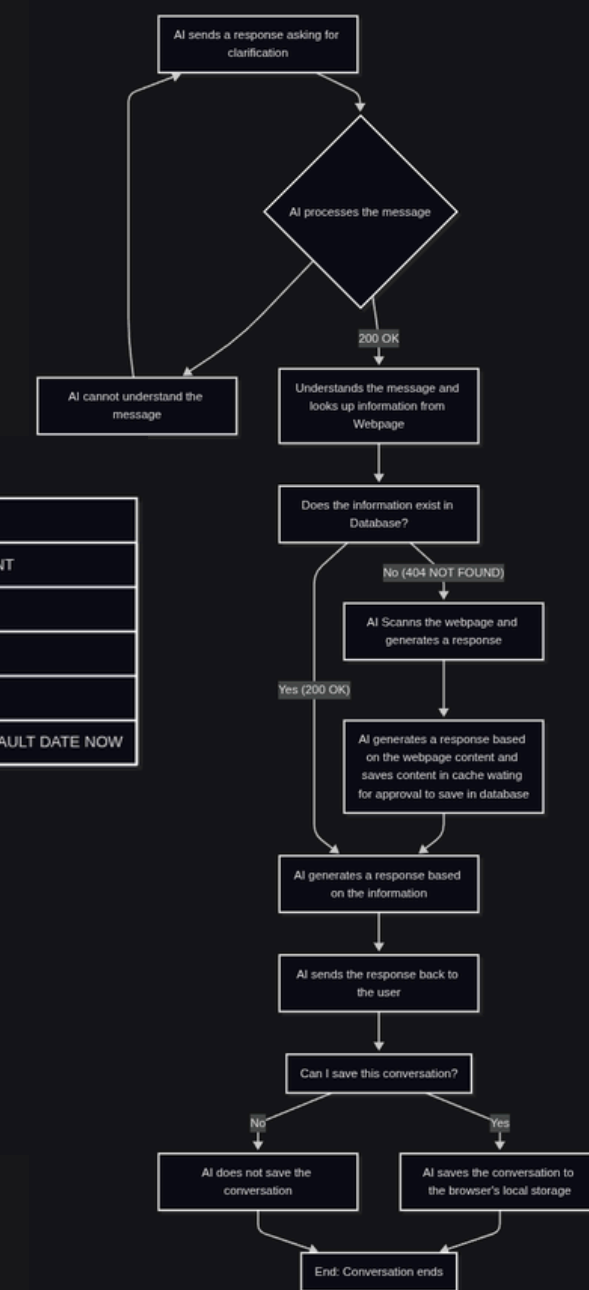 AI sends a response asking for
clarification
AI processes the message
200 OK
AI cannot understand the
message
Understands the message and
looks up information from
Webpage
Does the information exist in
Database?
NT
No (404 NOT FOUND)
AI Scanns the webpage and
generates a response
Yes (200 OK)
AULT DATE NOW
AI generates a response based
on the webpage content and
saves content in cache wating
for approval to save in database
AI generates a response based
on the information
AI sends the response back to
the user
Can I save this conversation?
No
Yes
AI does not save the
conversation
AI saves the conversation to
the browser's local storage
End: Conversation ends